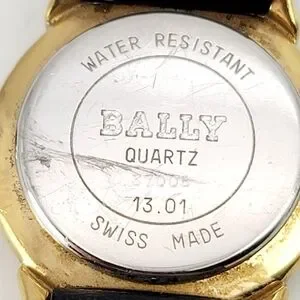 WATER RESISTANT
BALLY
QUARTZ
13.01
SWISS MADE